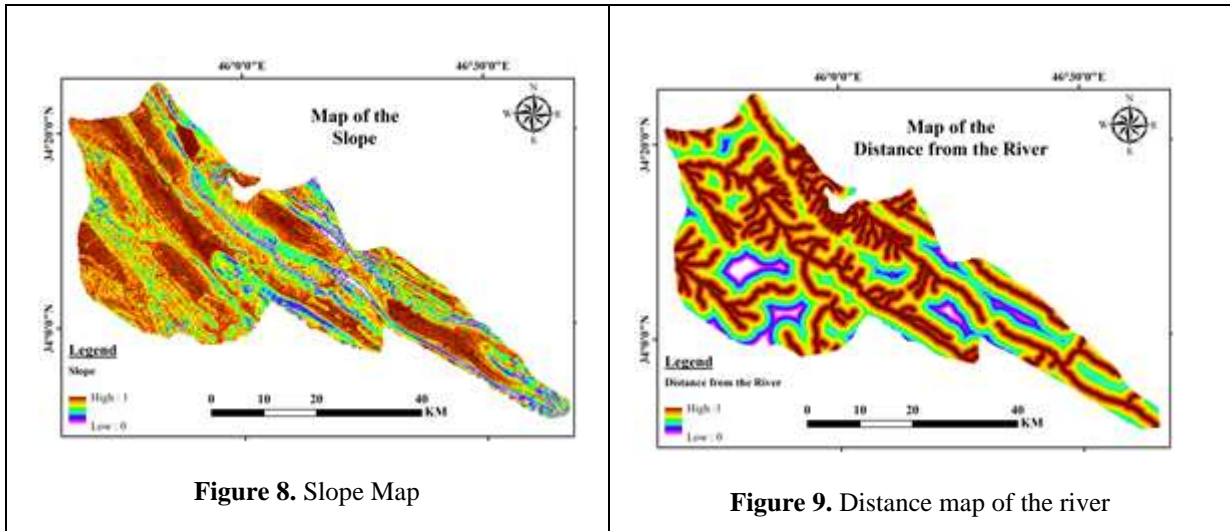 46°0'0"E
46°30'0"E
N
W
E
S
Map of the
Slope
34°20'0"N
34°0'0"N
Legend
Slope
High : 1
Low : 0
0
10
20
40
KM
Figure 8. Slope Map
46°0'0"E
46°30'0"E
N
W
E
S
Map of the
Distance from the River
34°20'0"N
34°0'0"N
Legend
Distance from the River
High :1
Low : 0
0
10
20
40
KM
Figure 9. Distance map of the river